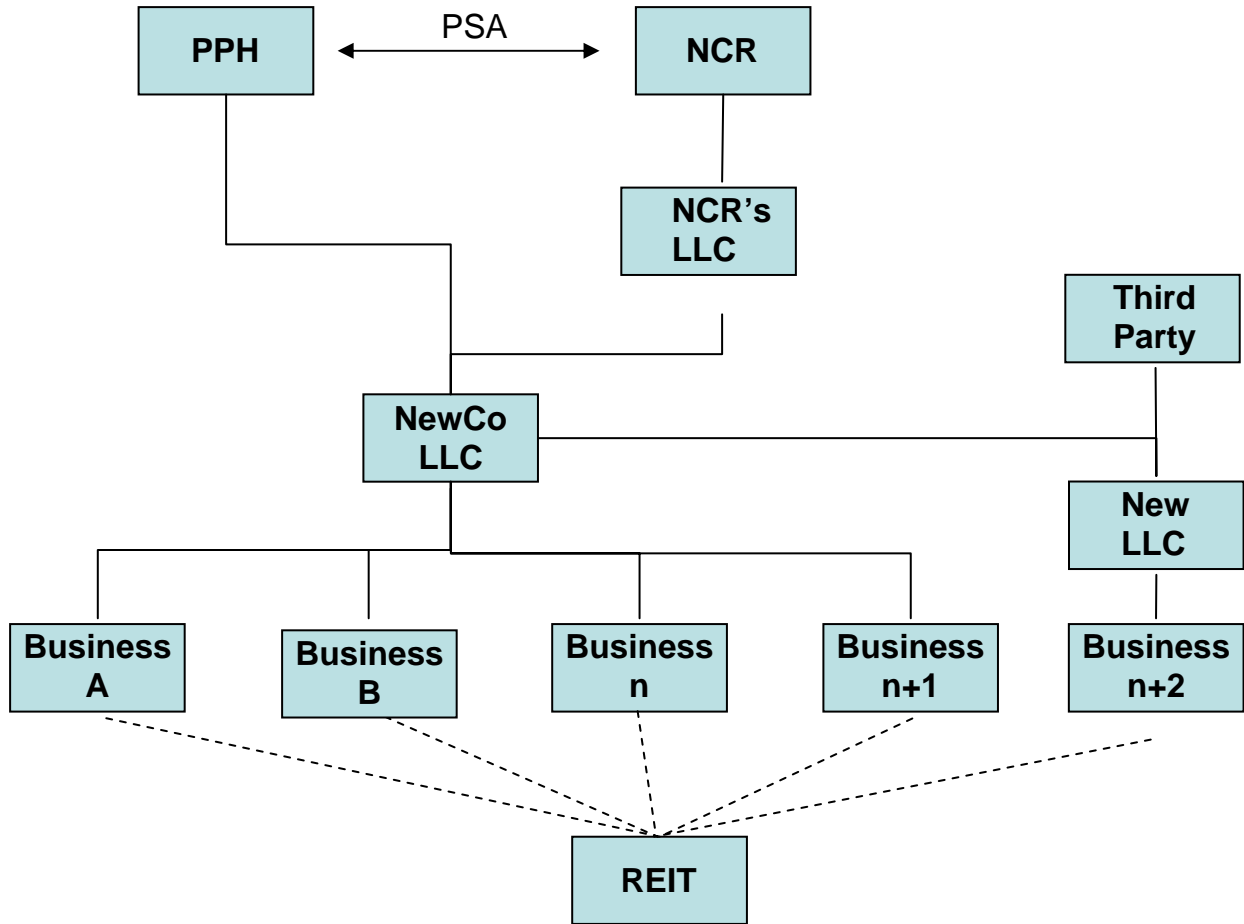 PPH
PSA
NCR
NCR’s
LLC
Third
Party
NewCo
LLC
New
LLC
Business
A
Business
B
Business
n
Business
n+1
Business
n+2
REIT